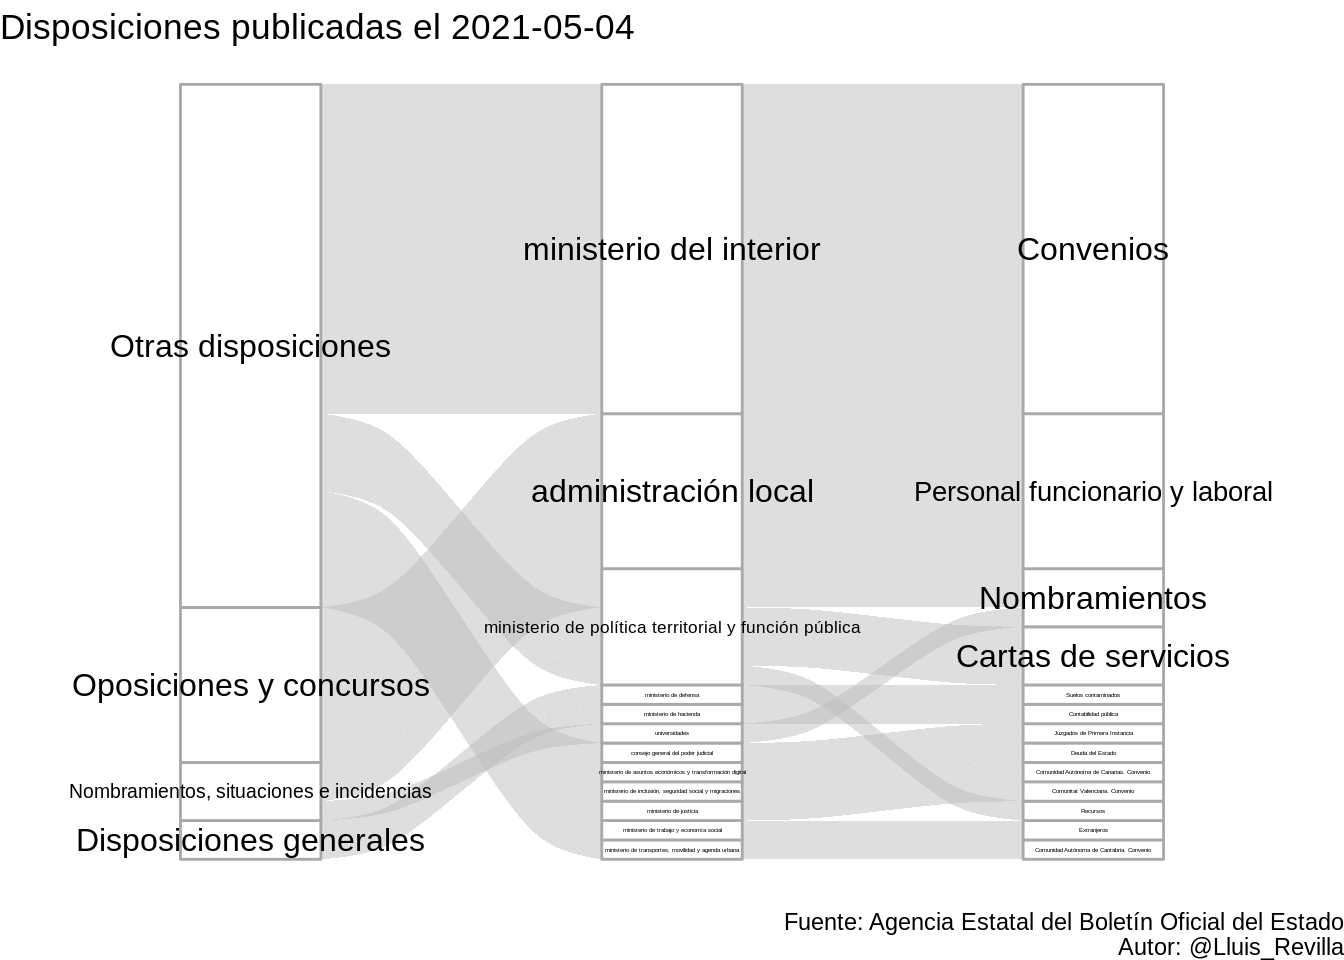 Disposiciones publicadas el 2021-05-04
Otras disposiciones
Oposiciones y concursos
Nombramientos, situaciones e incidencias
Disposiciones generales
ministerio del interior
administración local
ministerio de política territorial y función pública
ministerio de defensa
ministerio de hacienda
universidades
consejo general del poder judicial
ministerio de asuntos económicos y transformación digital
ministerio de inclusión, seguridad social y migraciones
ministerio de justicia
ministerio de trabajo y economía social
ministerio de transportes, movilidad y agenda urbana
Convenios
Personal funcionario y laboral
Nombramientos
Cartas de servicios
Suelos contaminados
Contabilidad pública
Juzgados de Primera Instancia
Deuda del Estado
Comunidad Autónoma de Canarias. Convenio
Comunitat Valenciana. Convenio
Recursos
Extranjeros
Comunidad Autónoma de Cantabria. Convenio
Fuente: Agencia Estatal del Boletín Oficial del Estado
Autor: @Lluis_Revilla